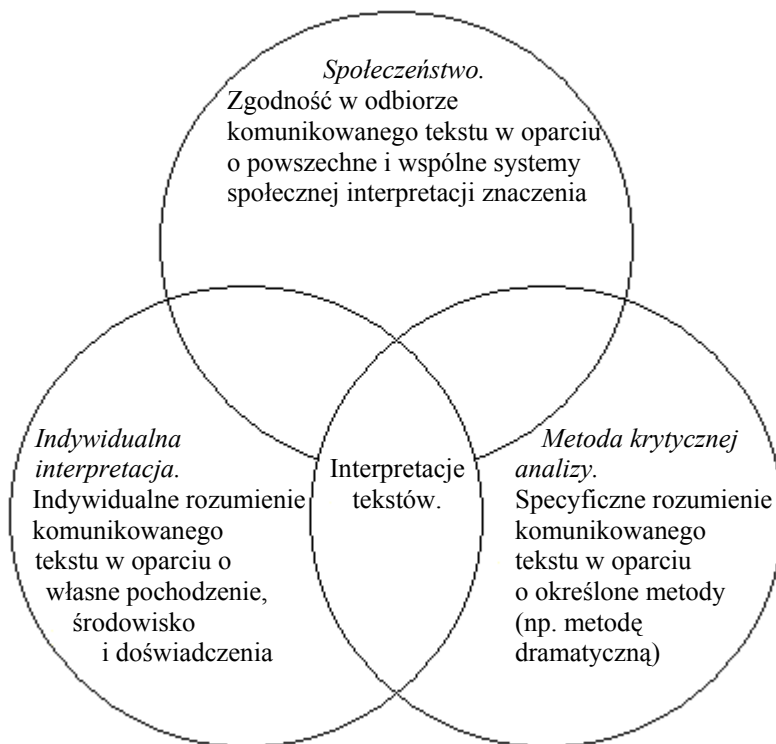 Społeczeństwo.
Zgodność w odbiorze
komunikowanego tekstu w oparciu
o powszechne i wspólne systemy
społecznej interpretacji znaczenia
Indywidualna
interpretacja.
Indywidualne rozumienie
komunikowanego
tekstu w oparciu o
własne pochodzenie,
środowisko
i doświadczenia
Interpretacje
tekstów.
Metoda krytycznej
analizy.
Specyficzne rozumienie
komunikowanego
tekstu w oparciu
o określone metody
(np. metodę
dramatyczną)